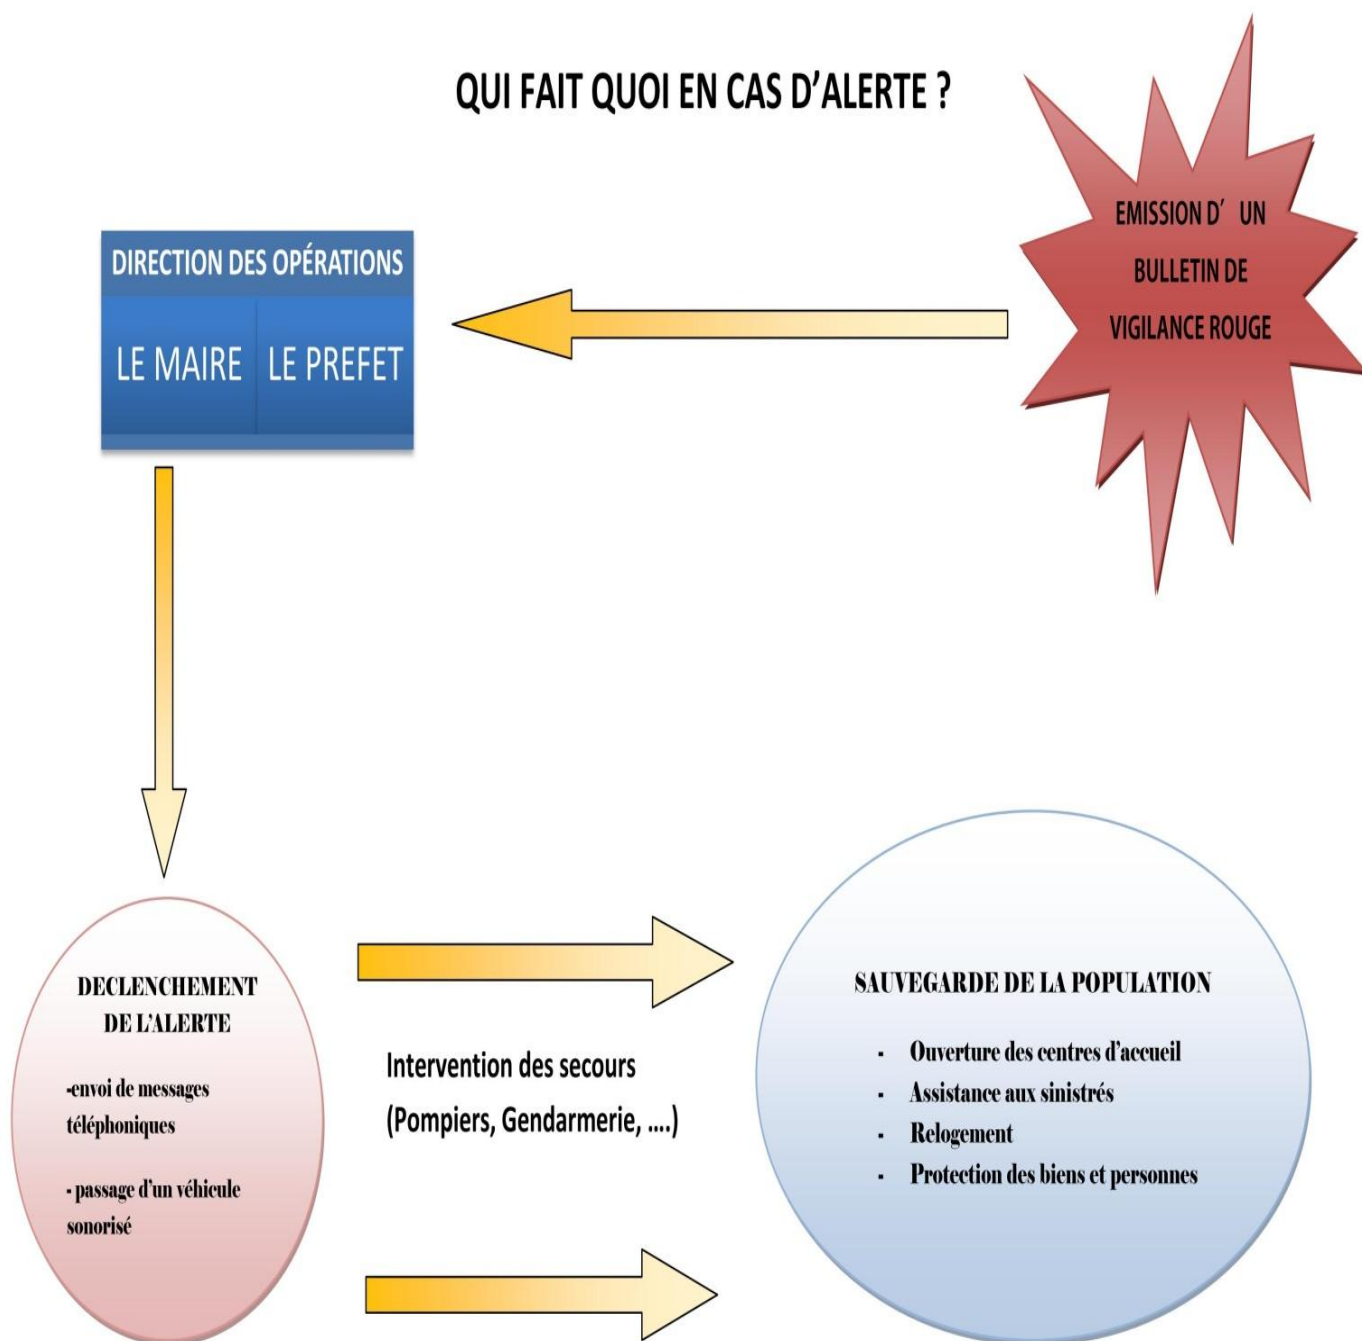 QUI FAIT QUOI EN CAS D’ALERTE ?
EMISSION D’ UN
BULLETIN DE
VIGILANCE ROUGE
DIRECTION DES OPÉRATIONS
LE MAIRE
LE PREFET
DECLENCHEMENT
DE L’ALERTE
-envoi de messages
téléphoniques
- passage d’un véhicule
sonorisé
Intervention des secours
(Pompiers, Gendarmerie, ....)
SAUVEGARDE DE LA POPULATION
- Ouverture des centres d’accueil
- Assistance aux sinistrés
- Relogement
- Protection des biens et personnes